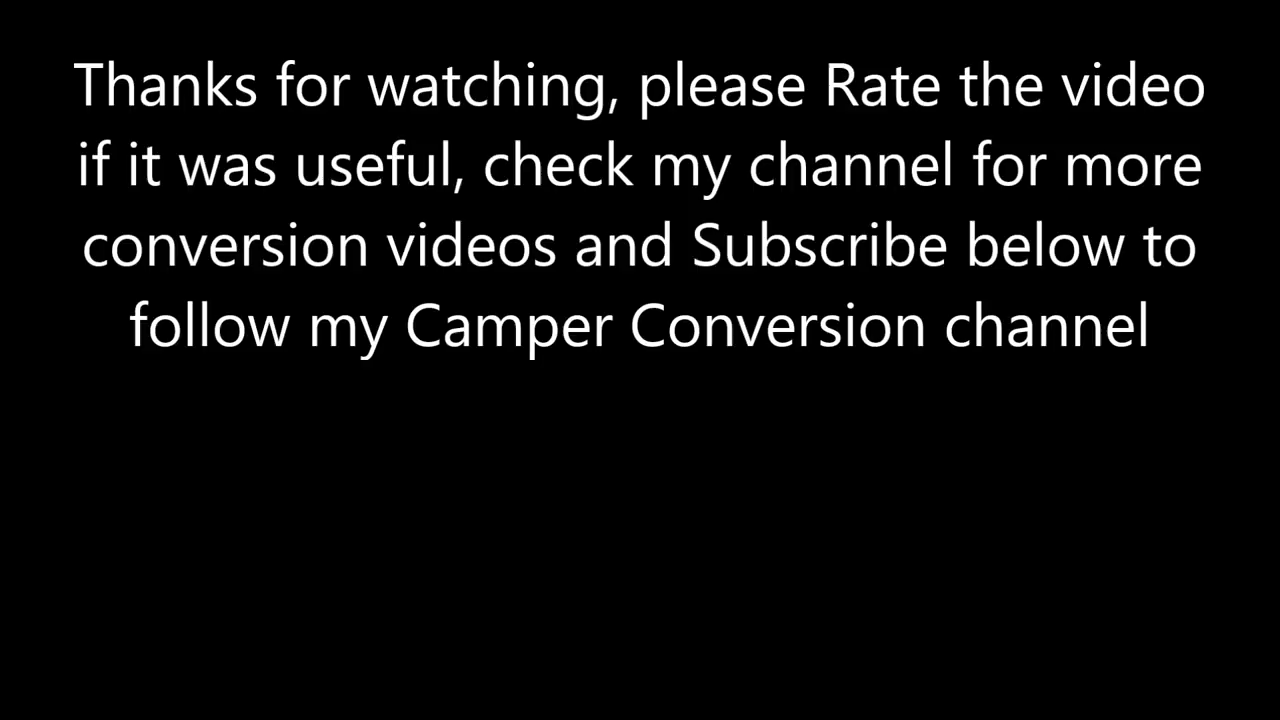 Thanks for watching, please Rate the video
if it was useful, check my channel for more
conversion videos and Subscribe below to
follow my Camper Conversion channel